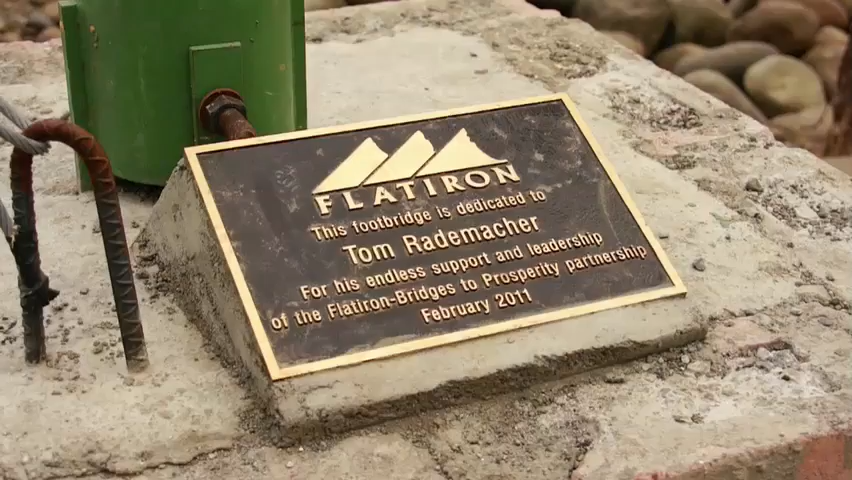 FLATIRON
This footbridge is dedicated to
Tom Rademacher
For his endless support and leadership
of the Flatiron-Bridges to Prosperity partnership
February 2011